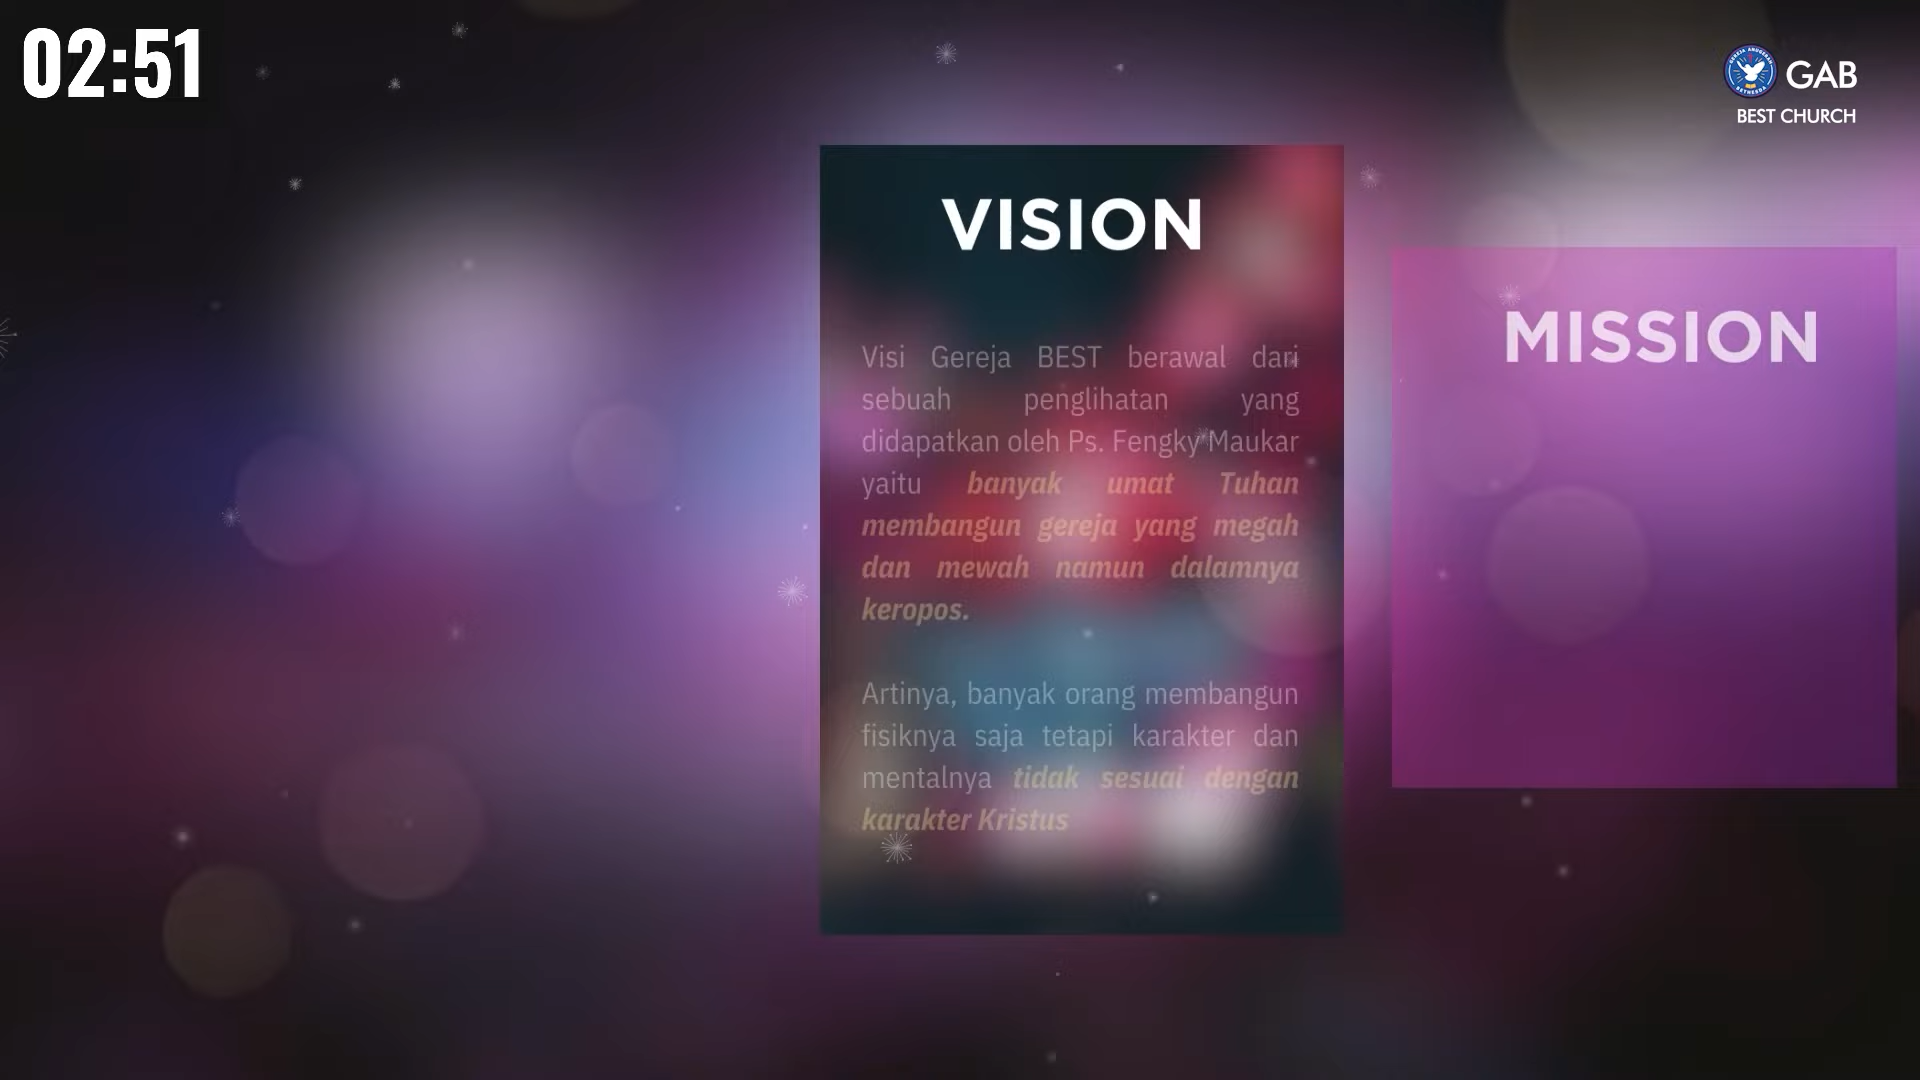 02:51
GAB
BEST CHURCH
VISION
Visi Gereja BEST berawal dari
sebuah penglihatan yang
didapatkan oleh Ps. Fengky Maukar
yaitu banyak umat Tuhan
membangun gereja yang megah
dan mewah namun dalamnya
keropos.
Artinya, banyak orang membangun
fisiknya saja tetapi karakter dan
mentalnya tidak sesuai dengan
karakter Kristus
MISSION